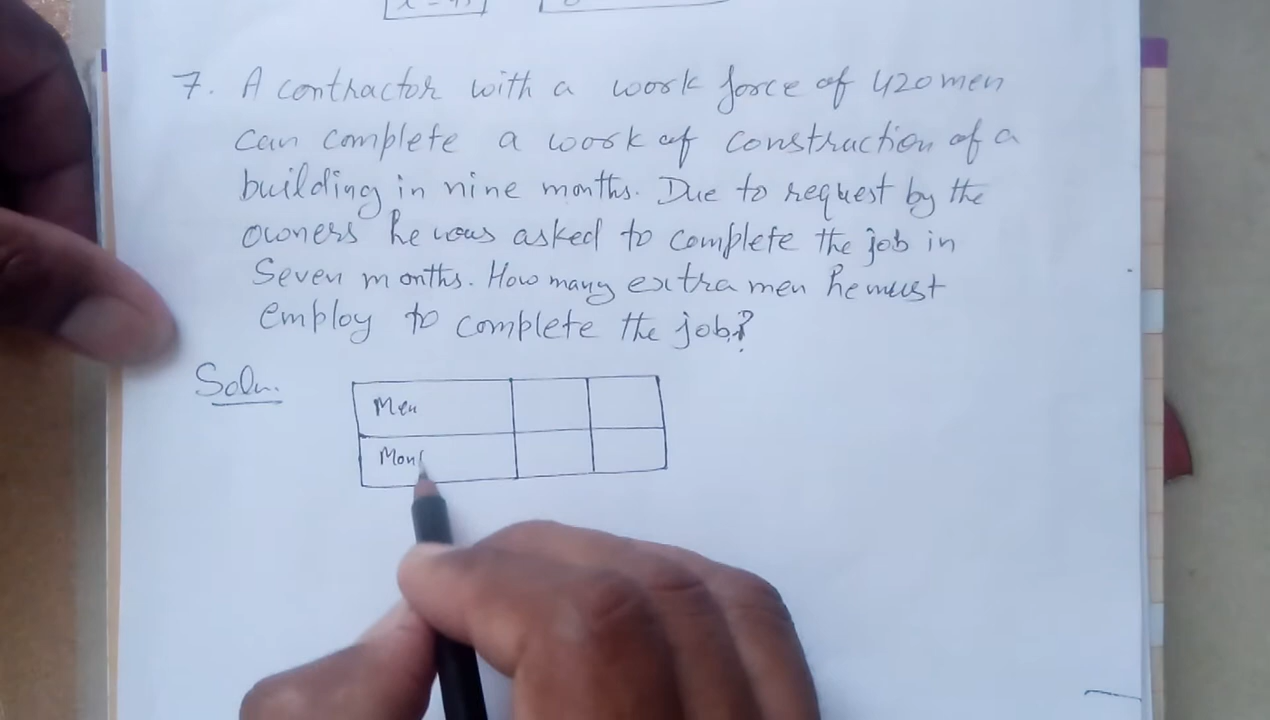 7. A contractor with a work force of 420 men
can complete a work of construction of a
building in nine months. Due to request by the
owners he was asked to complete the job in
Seven months. How many extra men he must
employ to complete the job?
Soln.
Men
Mon